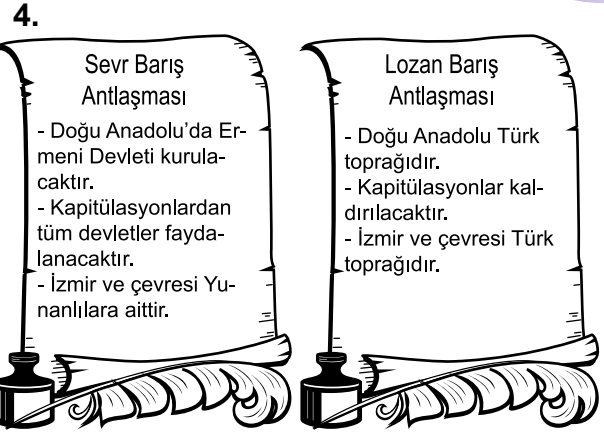 4.
Sevr Barış
Antlaşması
- Doğu Anadolu'da Er-
meni Devleti kurula-
caktır.
- Kapitülasyonlardan
tüm devletler fayda-
lanacaktır.
- İzmir ve çevresi Yu-
nanlılara aittir.
Lozan Barış
Antlaşması
- Doğu Anadolu Türk
toprağıdır.
- Kapitülasyonlar kal-
dırılacaktır.
- İzmir ve çevresi Türk
toprağıdır.